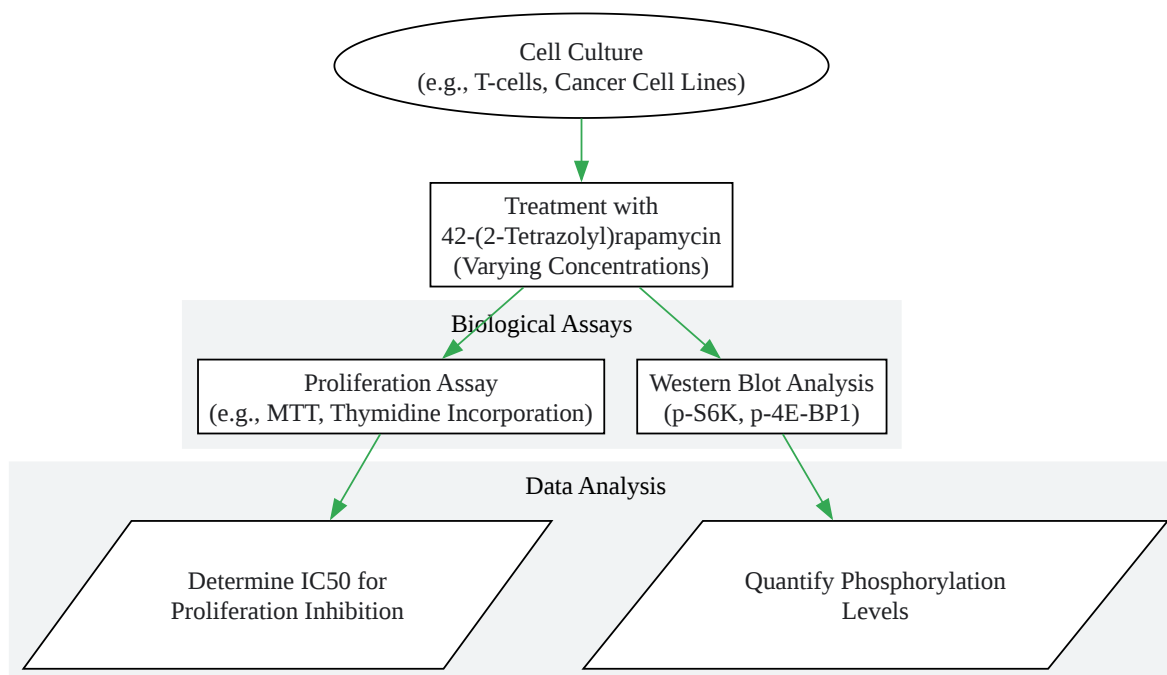 Cell Culture
(e.g., T-cells, Cancer Cell Lines)
Treatment with
42-(2-Tetrazolyl)rapamycin
(Varying Concentrations)
Biological Assays
Proliferation Assay
(e.g., MTT, Thymidine Incorporation)
Western Blot Analysis
(p-S6K, p-4E-BP1)
Data Analysis
Determine IC50 for
Proliferation Inhibition
Quantify Phosphorylation
Levels